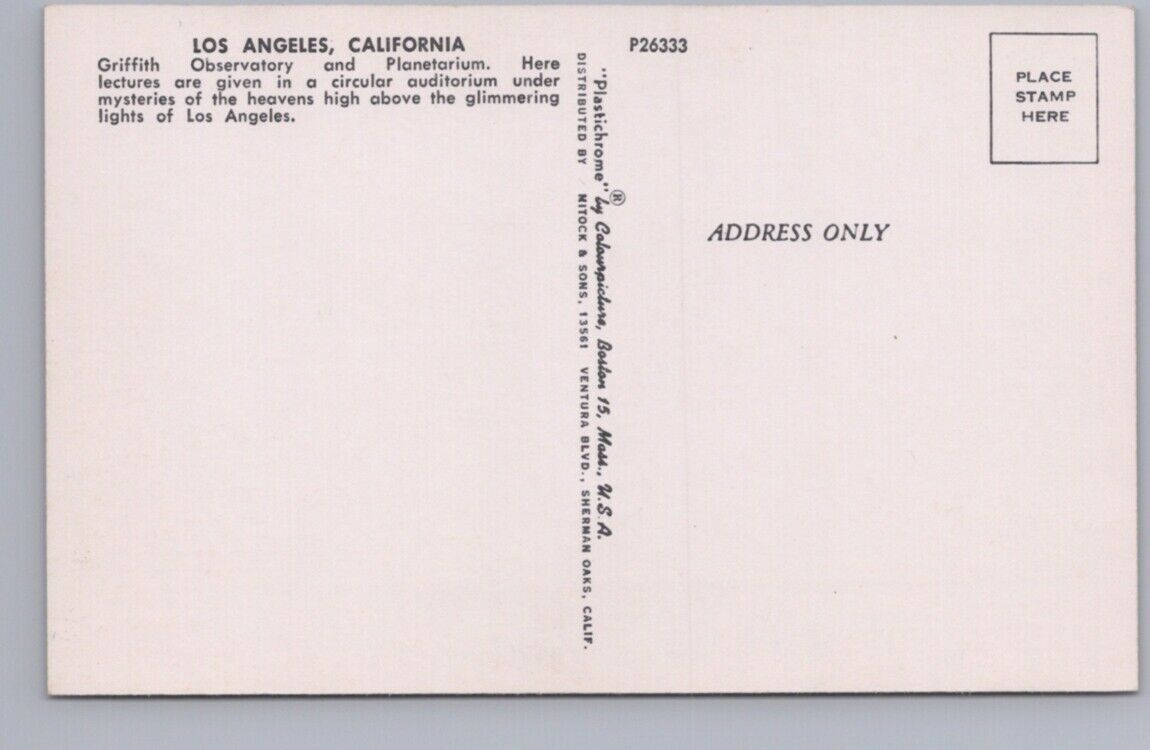 LOS ANGELES, CALIFORNIA
Griffith Observatory and Planetarium. Here
lectures are given in a circular auditorium under
mysteries of the heavens high above the glimmering
lights of Los Angeles.
P26333
"Plastichrome"® by Colourpicture, Boston 15, Mass., U.S.A.
DISTRIBUTED BY MITOCK & SONS, 13561 VENTURA BLVD., SHERMAN OAKS, CALIF.
PLACE
STAMP
HERE
ADDRESS ONLY